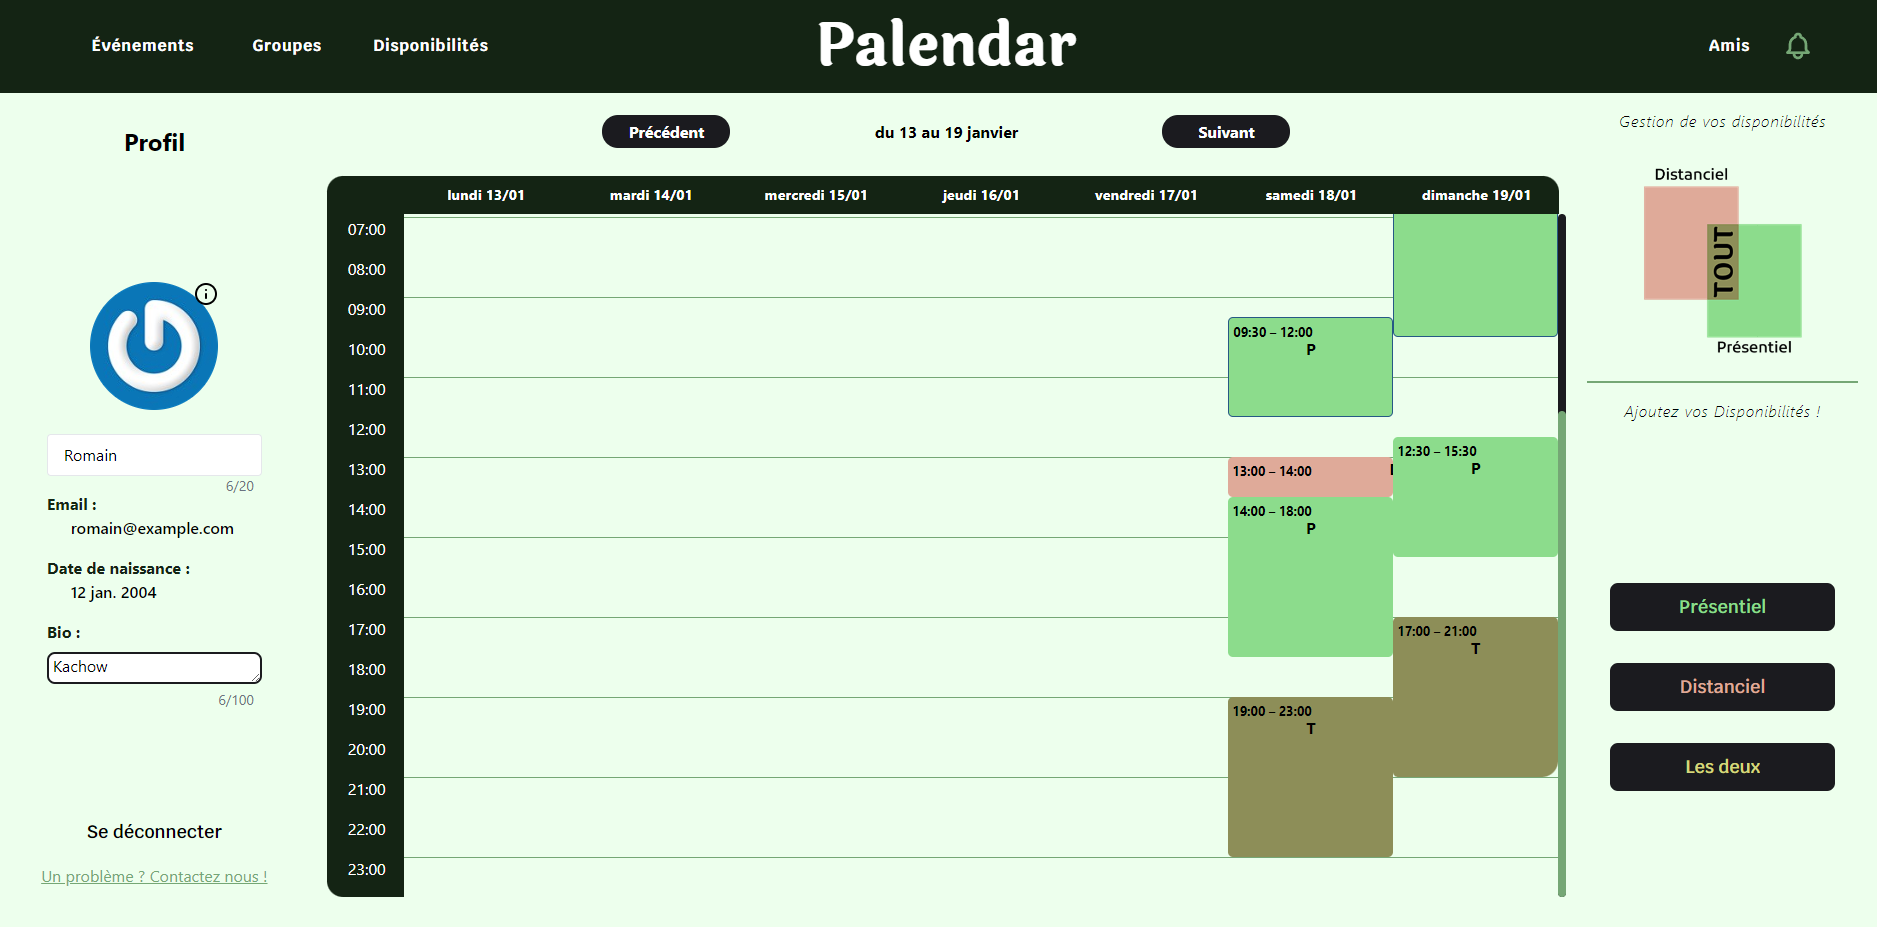 Événements Groupes Disponibilités Palendar Amis
Profil
Romain
6/20
Email :
romain@example.com
Date de naissance :
12 jan. 2004
Bio :
Kachow
6/100
Se déconnecter
Un problème ? Contactez nous !
Précédent du 13 au 19 janvier Suivant
lundi 13/01 mardi 14/01 mercredi 15/01 jeudi 16/01 vendredi 17/01 samedi 18/01 dimanche 19/01
07:00
08:00
09:00
10:00
11:00
12:00
13:00
14:00
15:00
16:00
17:00
18:00
19:00
20:00
21:00
22:00
23:00
09:30 – 12:00
P
13:00 – 14:00
14:00 – 18:00
P
19:00 – 23:00
T
12:30 – 15:30
P
17:00 – 21:00
T
Gestion de vos disponibilités
Distanciel
TOUT
Présentiel
Ajoutez vos Disponibilités !
Présentiel
Distanciel
Les deux